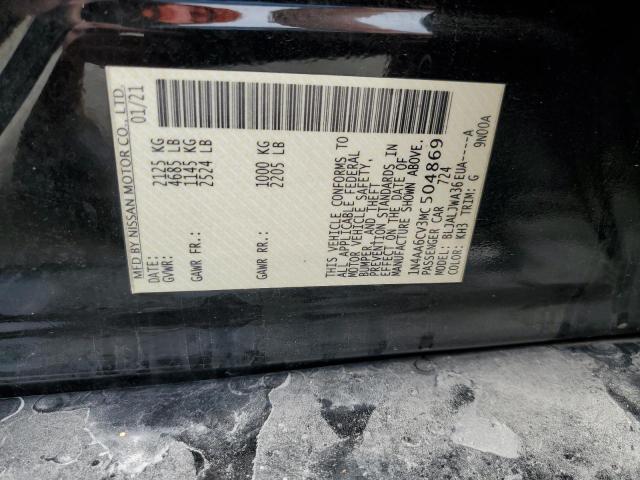 MFD BY NISSAN MOTOR CO., LTD.
DATE: 01/21
GVWR: 2125 KG
4685 LB
GAWR FR: 1145 KG
2524 LB
GAWR RR: 1000 KG
2205 LB
THIS VEHICLE CONFORMS TO
ALL APPLICABLE FEDERAL
MOTOR VEHICLE SAFETY,
BUMPER, AND THEFT
PREVENTION STANDARDS IN
EFFECT ON THE DATE OF
MANUFACTURE SHOWN ABOVE.
1N4AA6CV3MC504869
PASSENGER CAR 724
MODEL: BLJALJWA36EUA----A
COLOR: KH3 TRIM: G 9N00A